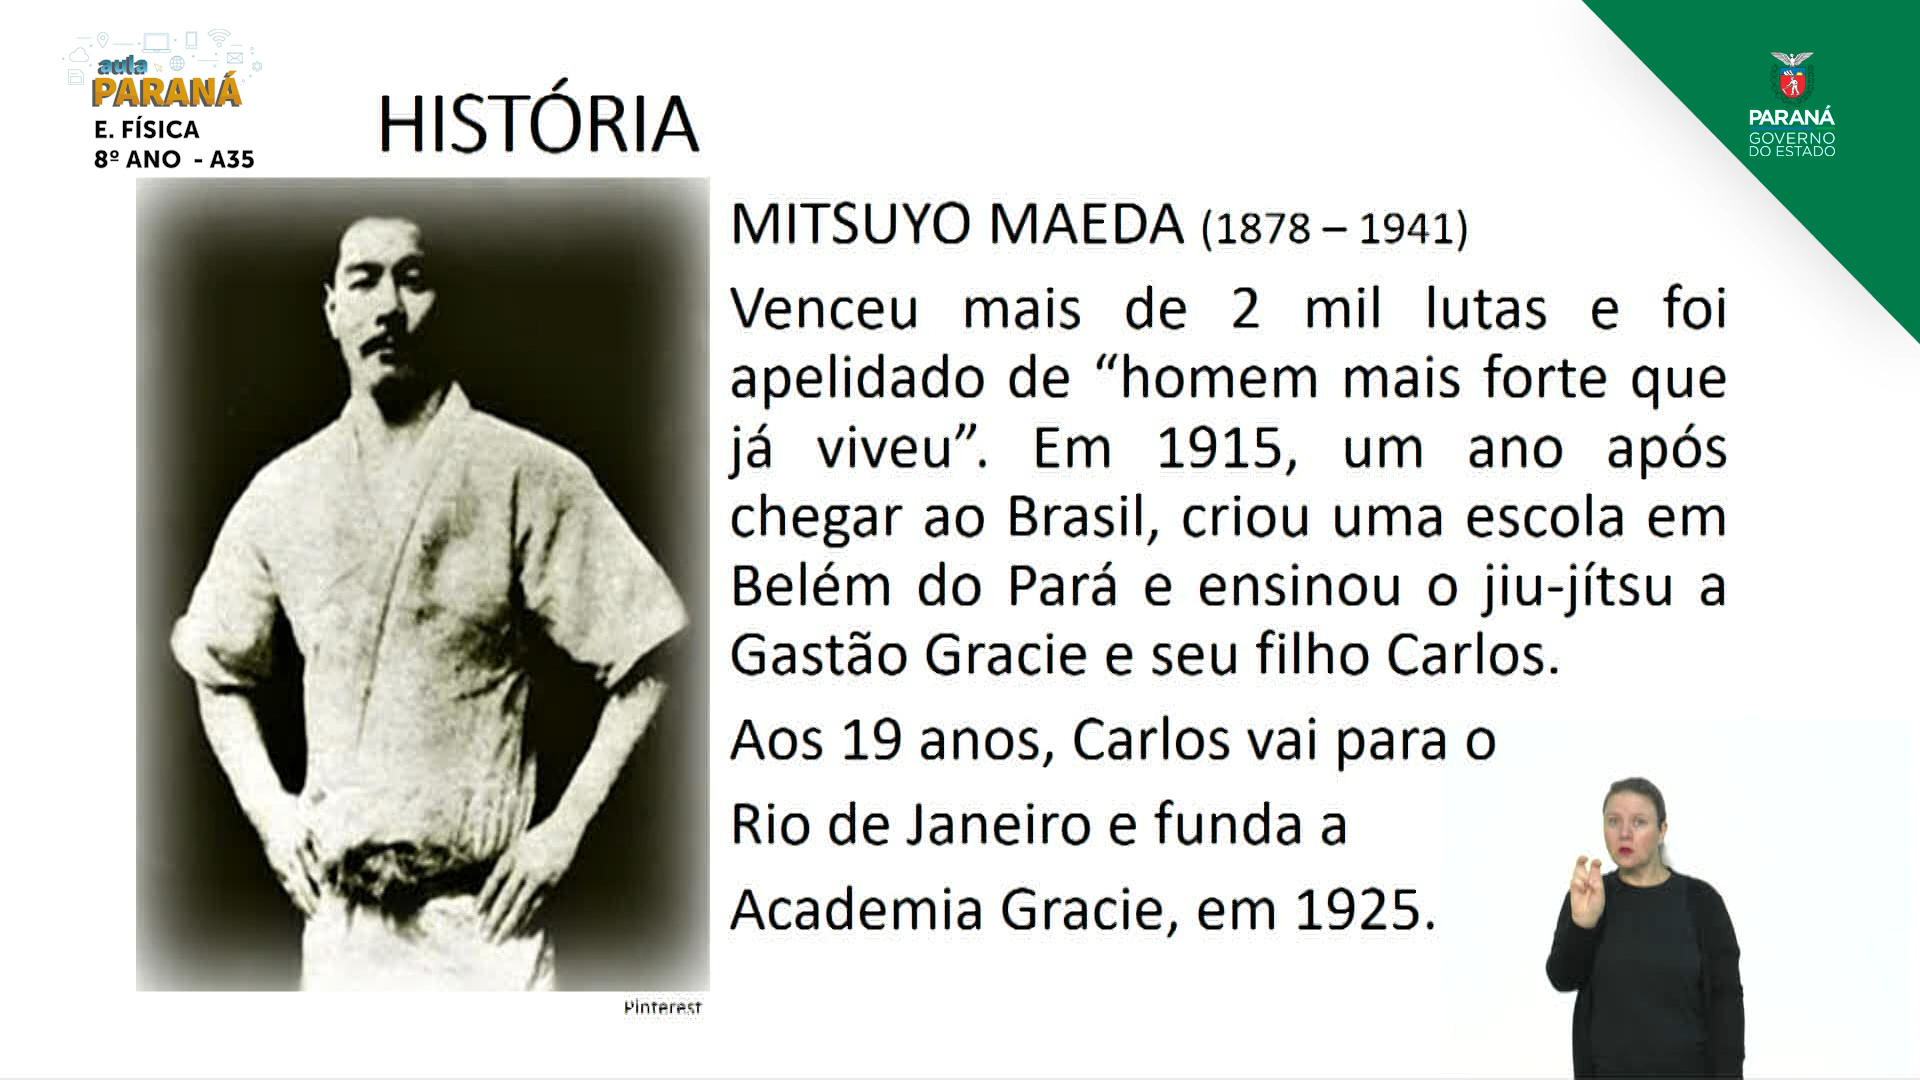 aula
PARANÁ
E. FÍSICA
8º ANO - A35
HISTÓRIA
PARANÁ
GOVERNO
DO ESTADO
MITSUYO MAEDA (1878 – 1941)
Venceu mais de 2 mil lutas e foi
apelidado de “homem mais forte que
já viveu”. Em 1915, um ano após
chegar ao Brasil, criou uma escola em
Belém do Pará e ensinou o jiu-jítsu a
Gastão Gracie e seu filho Carlos.
Aos 19 anos, Carlos vai para o
Rio de Janeiro e funda a
Academia Gracie, em 1925.
Pinterest